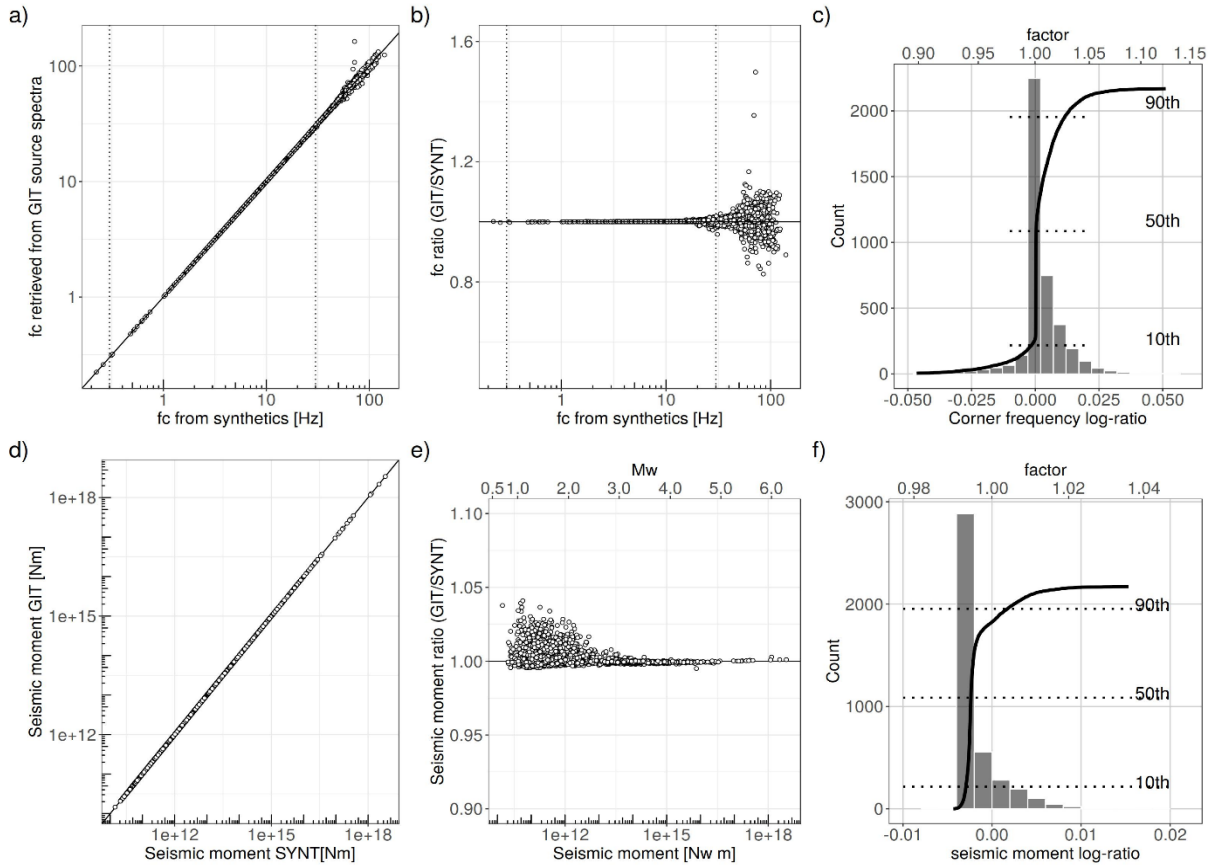 a)
fc retrieved from GIT source spectra
100
10
1
1 10 100
fc from synthetics [Hz]
b)
fc ratio (GIT/SYNT)
1.6
1.2
0.8
1 10 100
fc from synthetics [Hz]
c)
factor
0.90 0.95 1.00 1.05 1.10 1.15
Count
2000
1500
1000
500
0
90th
50th
10th
-0.050 -0.025 0.000 0.025 0.050
Corner frequency log-ratio
d)
Seismic moment GIT [Nm]
1e+18
1e+15
1e+12
1e+12 1e+15 1e+18
Seismic moment SYNT[Nm]
e)
Mw
0.51.0 2.0 3.0 4.0 5.0 6.0
Seismic moment ratio (GIT/SYNT)
1.10
1.05
1.00
0.95
0.90
1e+12 1e+15 1e+18
Seismic moment [Nw m]
f)
factor
0.98 1.00 1.02 1.04
Count
3000
2000
1000
0
90th
50th
10th
-0.01 0.00 0.01 0.02
seismic moment log-ratio